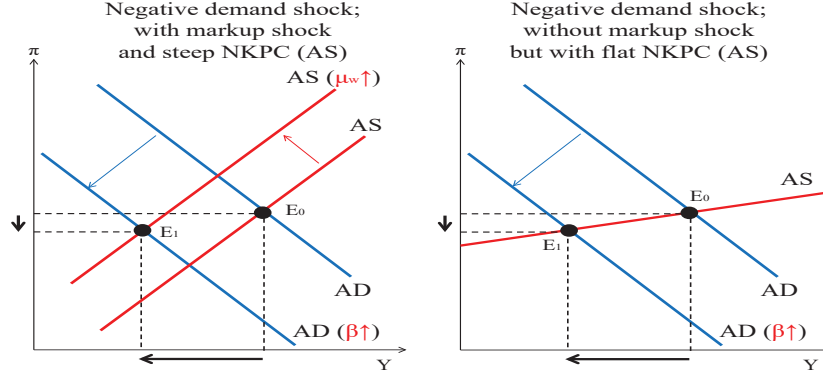 Negative demand shock;
with markup shock
and steep NKPC (AS)
π
AS (μw↑)
AS
E0
E1
AD
AD (β↑)
Y
Negative demand shock;
without markup shock
but with flat NKPC (AS)
π
AS
E0
E1
AD
AD (β↑)
Y